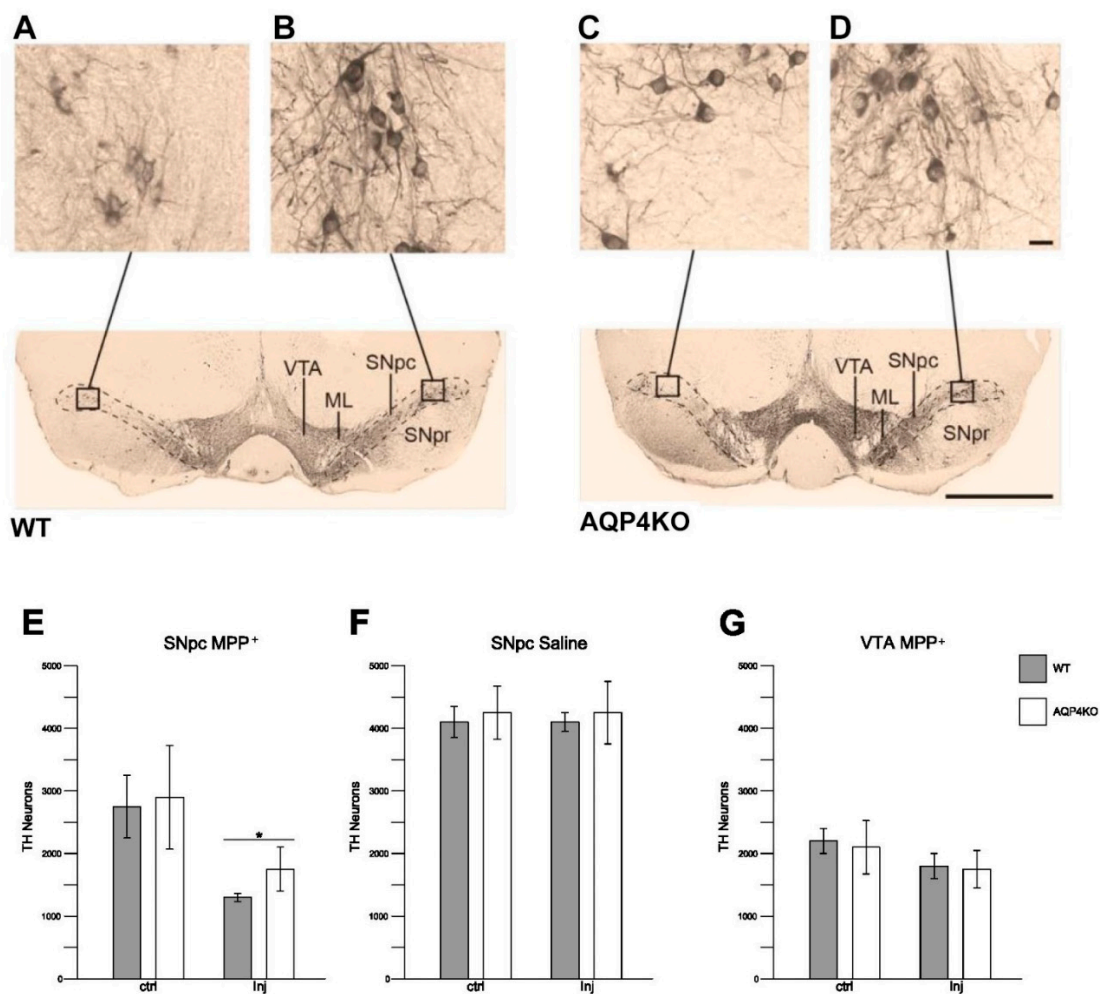 A
B
C
D
VTA
SNpc
ML
SNpr
WT
VTA
SNpc
ML
SNpr
AQP4KO
E
SNpc MPP+
TH Neurons
5000
4000
3000
2000
1000
0
*
ctrl
Inj
F
SNpc Saline
TH Neurons
5000
4000
3000
2000
1000
0
ctrl
Inj
G
VTA MPP+
TH Neurons
5000
4000
3000
2000
1000
0
ctrl
Inj
WT
AQP4KO